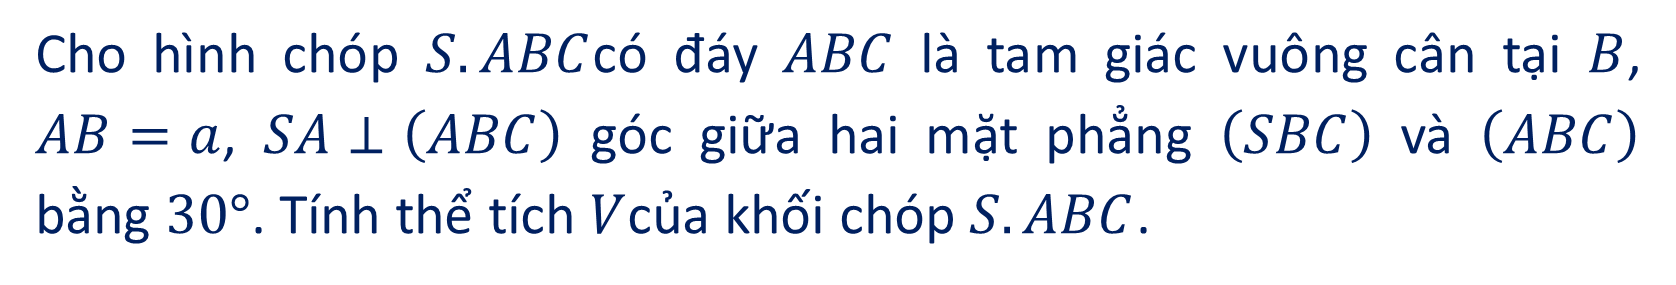 Cho hình chóp S.ABCcó đáy ABC là tam giác vuông cân tại B,
AB = a, SA ⊥ (ABC) góc giữa hai mặt phẳng (SBC) và (ABC)
bằng 30°. Tính thể tích Vcủa khối chóp S.ABC.